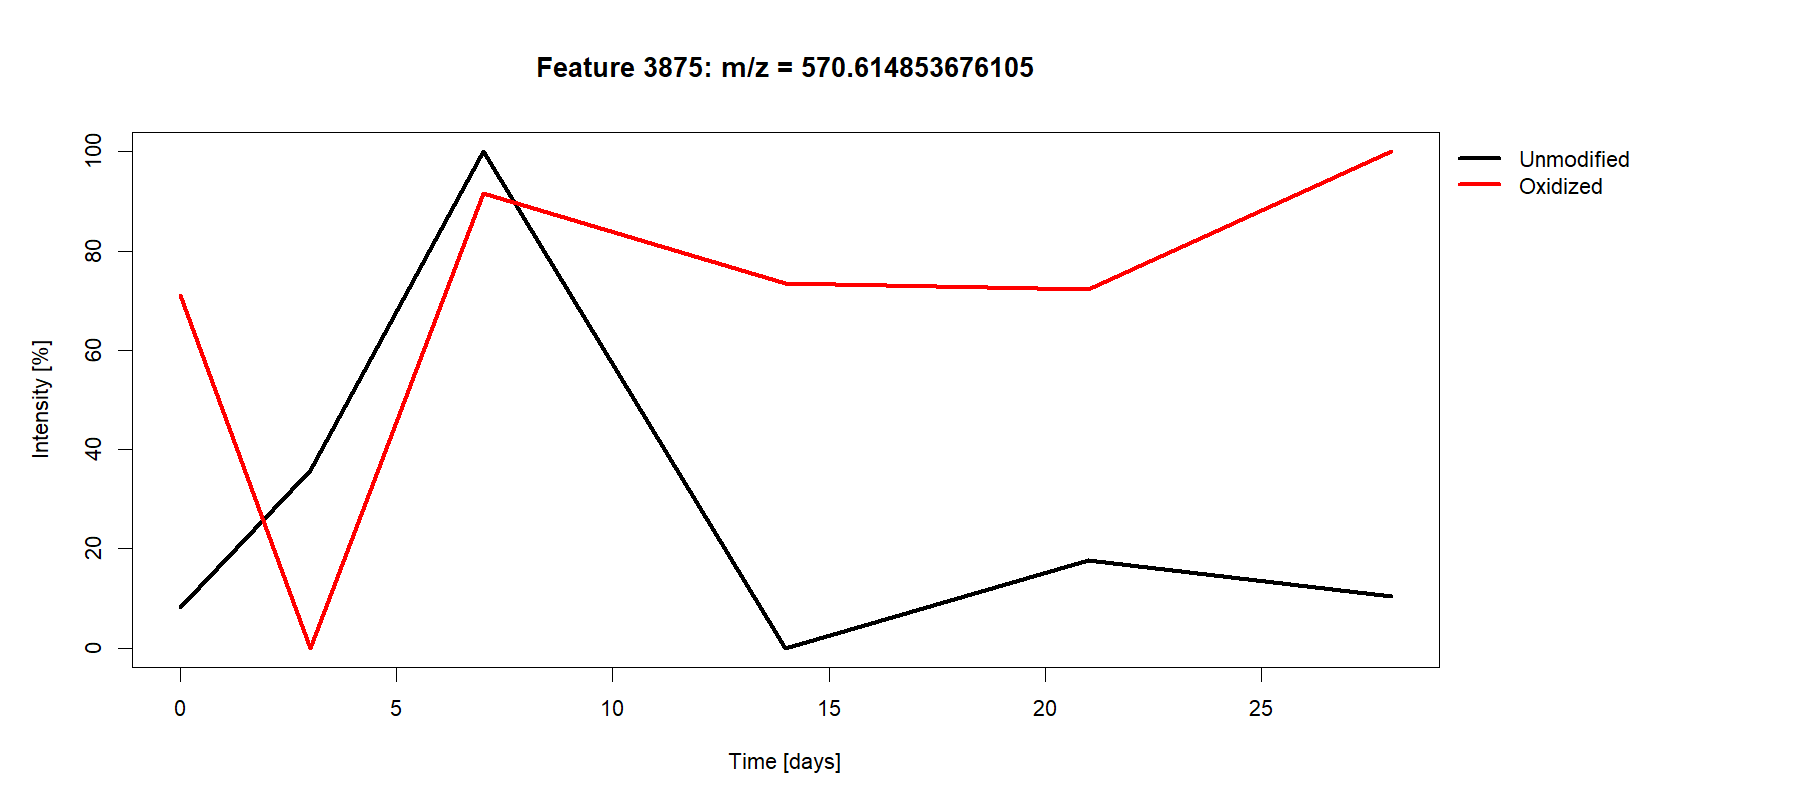 Feature 3875: m/z = 570.614853676105
Unmodified
Oxidized
Intensity [%]
100
80
60
40
20
0
0 5 10 15 20 25
Time [days]